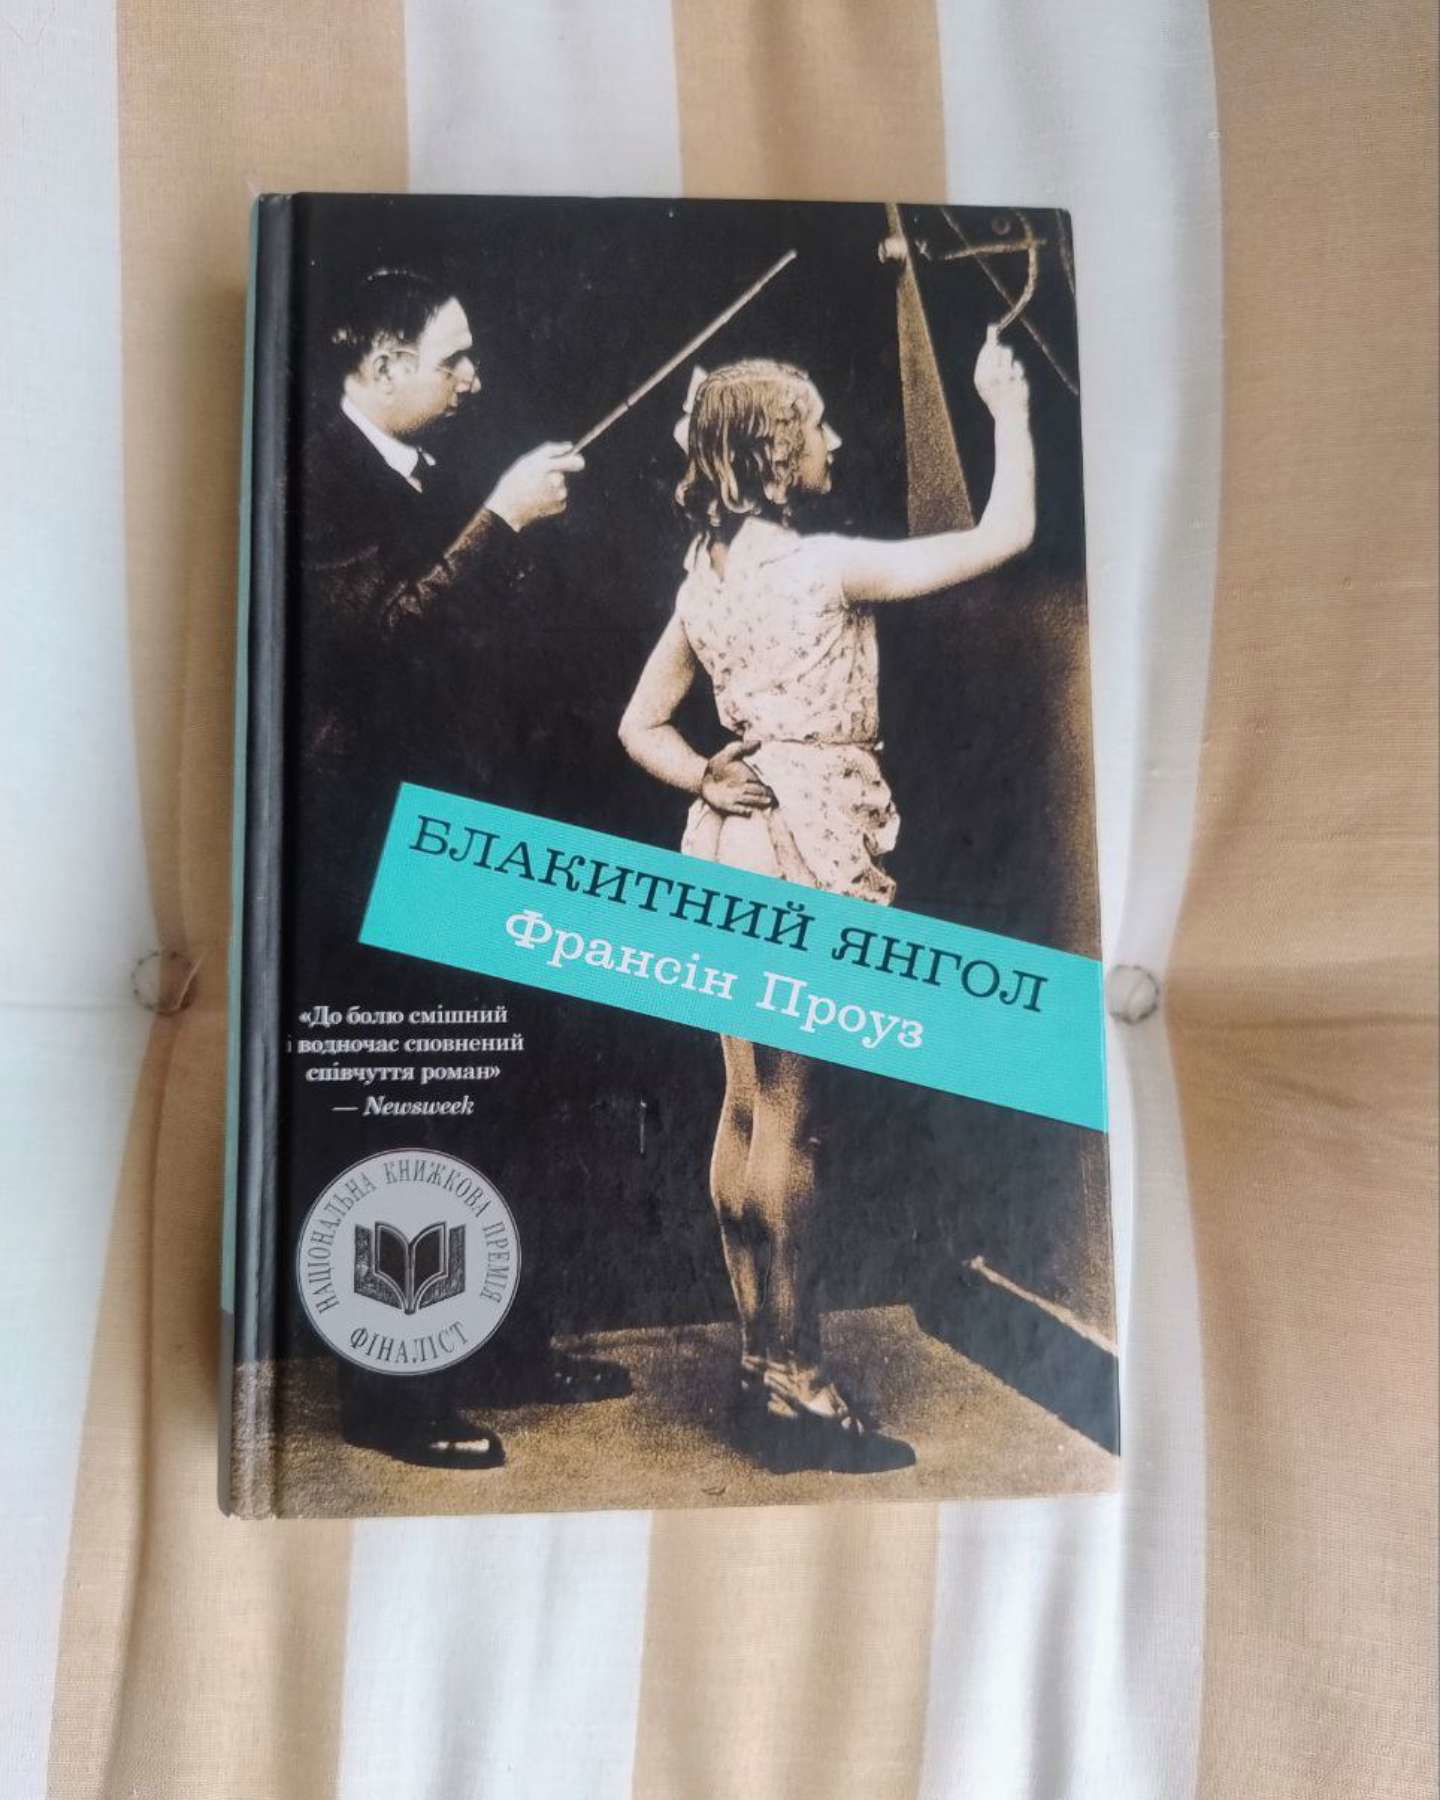 БЛАКИТНИЙ ЯНГОЛ
Франсін Проуз
«До болю смішний
і водночас сповнений
співчуття роман»
— Newsweek
НАЦІОНАЛЬНА КНИЖКОВА ПРЕМІЯ
ФІНАЛІСТ